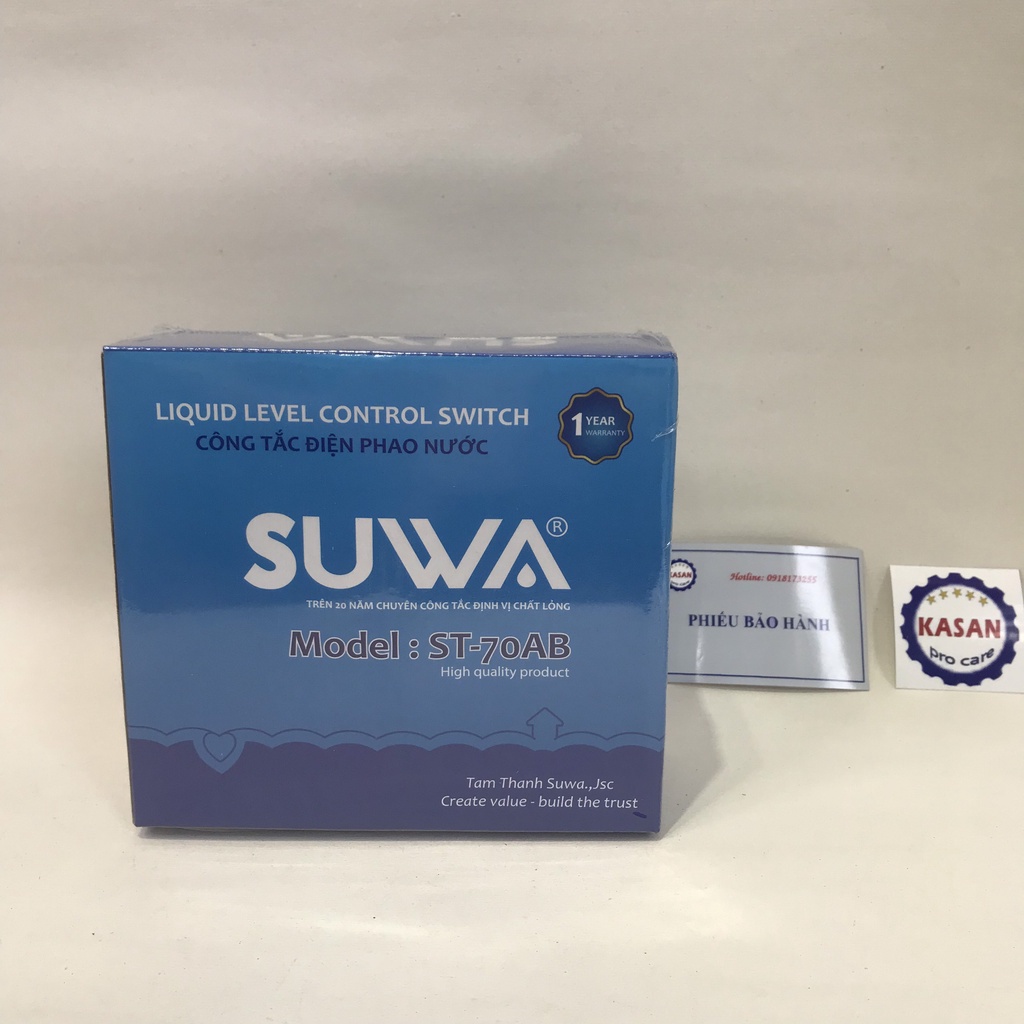 LIQUID LEVEL CONTROL SWITCH
CÔNG TẮC ĐIỆN PHAO NƯỚC
1 YEAR
WARRANTY
SUWA®
TRÊN 20 NĂM CHUYÊN CÔNG TẮC ĐỊNH VỊ CHẤT LỎNG
Model : ST-70AB
High quality product
Tam Thanh Suwa.,Jsc
Create value - build the trust
KASAN
pro care
Hotline: 0918173255
PHIẾU BẢO HÀNH
KASAN
pro care